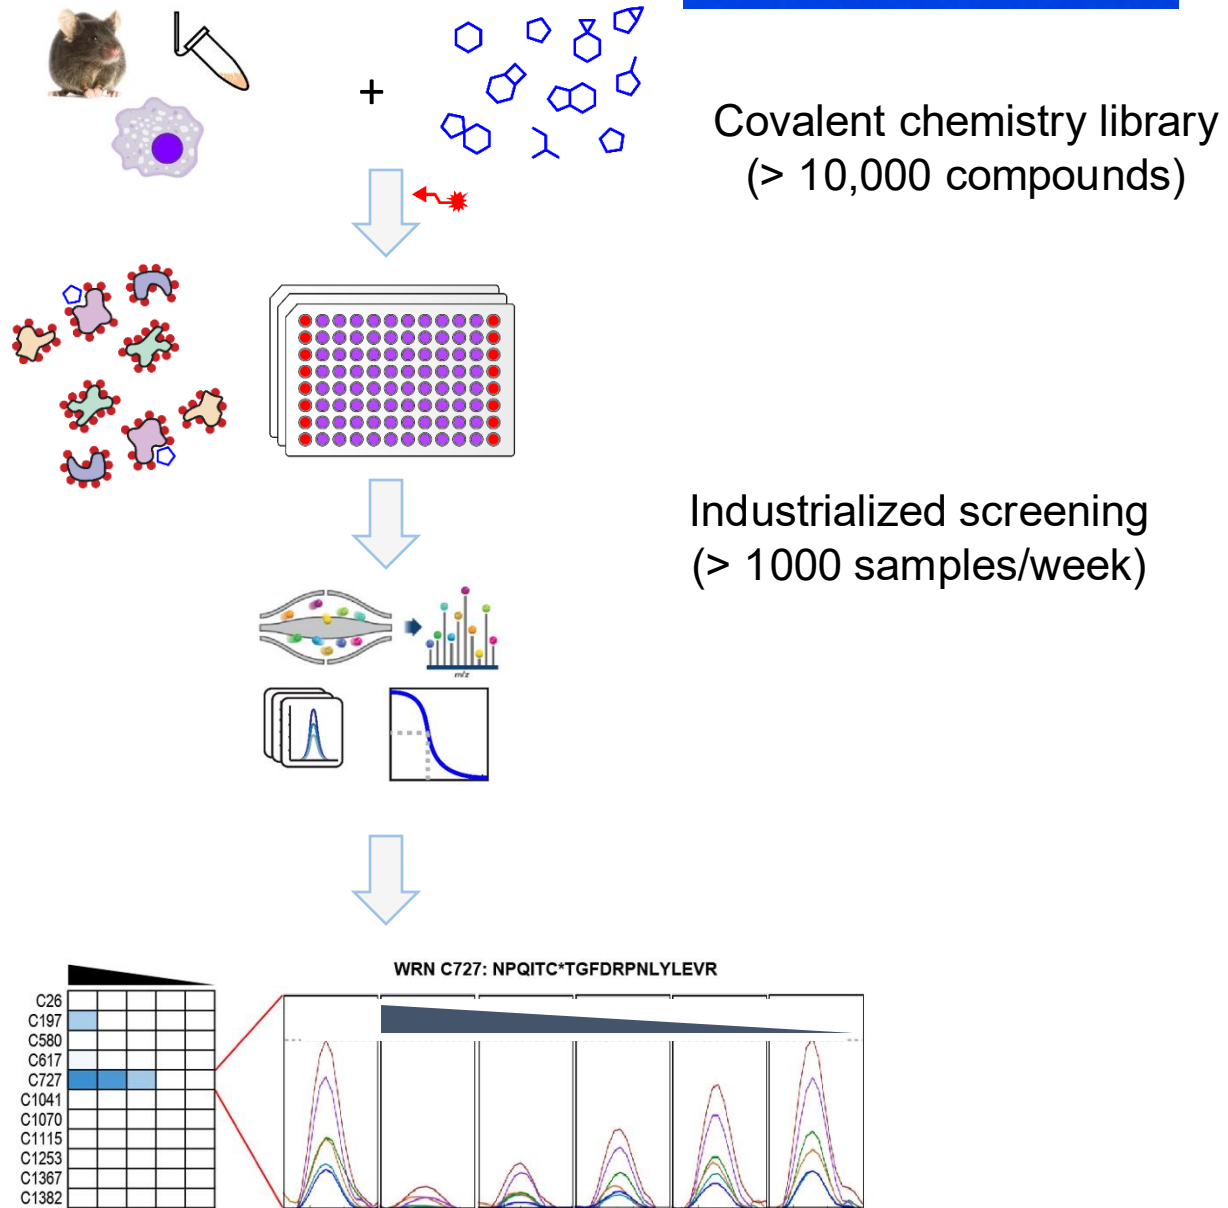 +
Covalent chemistry library
(> 10,000 compounds)
Industrialized screening
(> 1000 samples/week)
m/z
WRN C727: NPQITC*TGFDRPNLYLEVR
C26
C197
C580
C617
C727
C1041
C1070
C1115
C1253
C1367
C1382